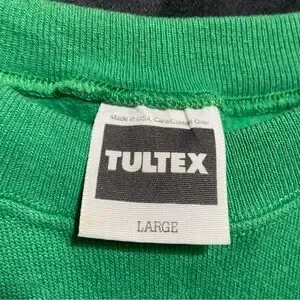 Made in USA, Care/Content Over
TULTEX
LARGE